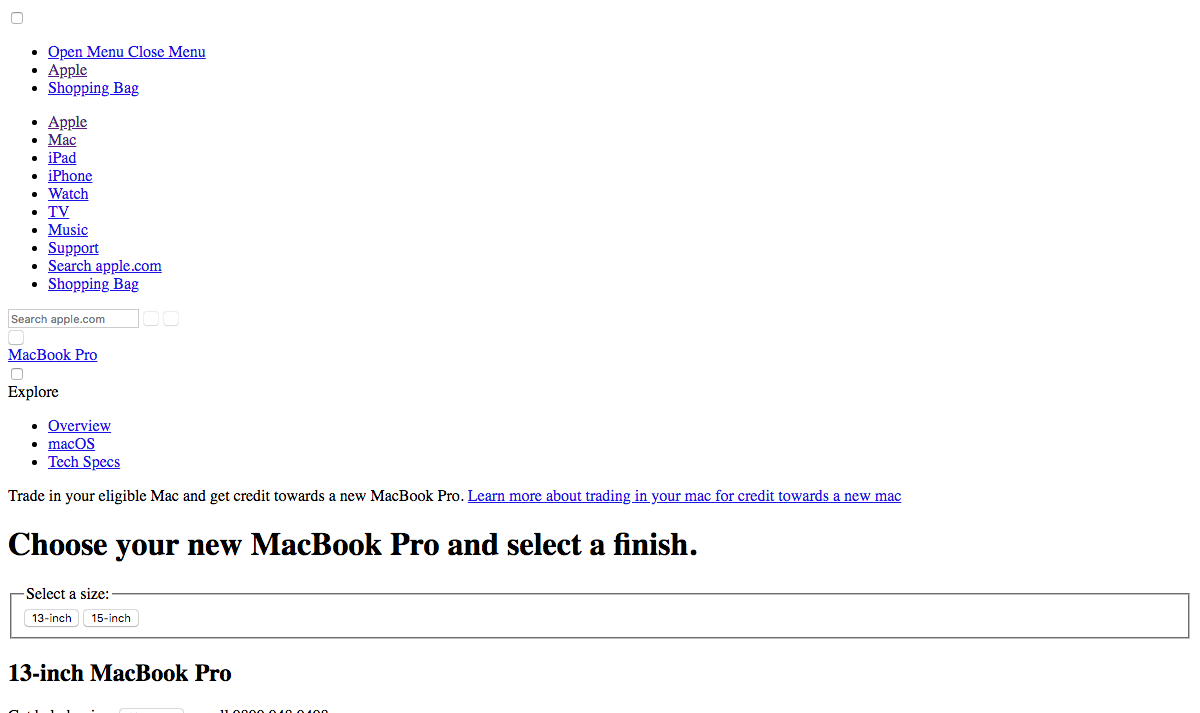 Open Menu Close Menu
Apple
Shopping Bag
Apple
Mac
iPad
iPhone
Watch
TV
Music
Support
Search apple.com
Shopping Bag
Search apple.com
MacBook Pro
Explore
Overview
macOS
Tech Specs
Trade in your eligible Mac and get credit towards a new MacBook Pro. Learn more about trading in your mac for credit towards a new mac
Choose your new MacBook Pro and select a finish.
Select a size:
13-inch 15-inch
13-inch MacBook Pro